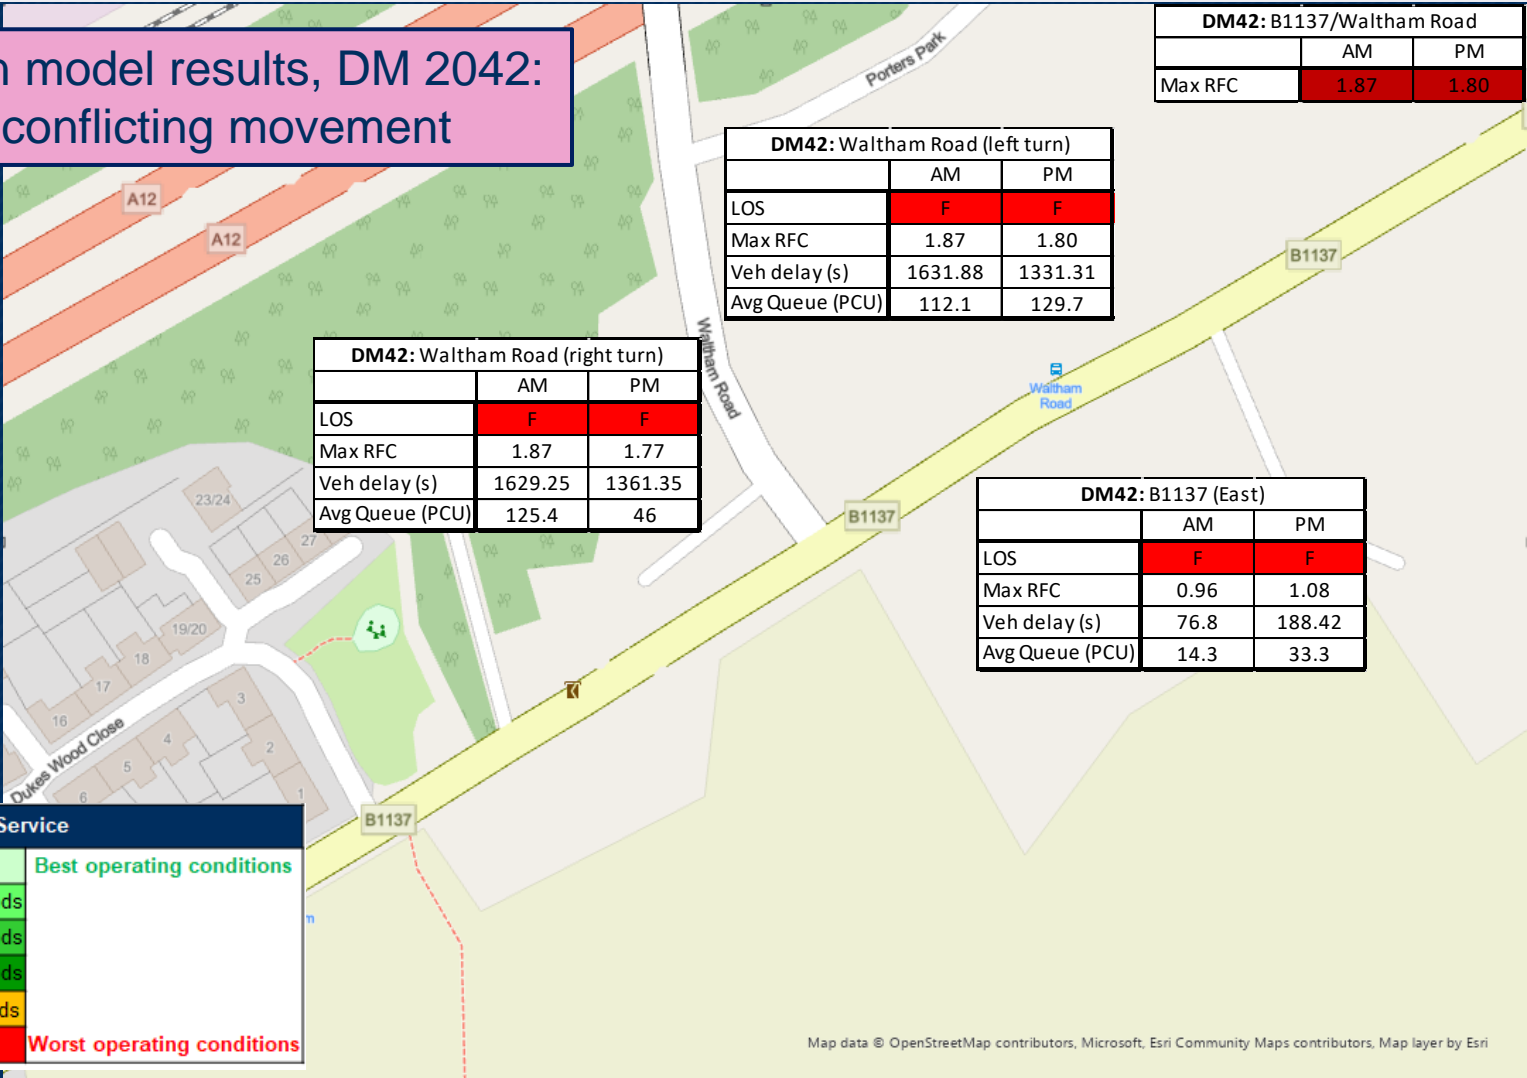 model results, DM 2042:
conflicting movement
DM42: B1137/Waltham Road
AM PM
Max RFC 1.87 1.80
Porters Park
DM42: Waltham Road (left turn)
AM PM
LOS F F
Max RFC 1.87 1.80
Veh delay (s) 1631.88 1331.31
Avg Queue (PCU) 112.1 129.7
A12
A12
B1137
Waltham Road
DM42: Waltham Road (right turn)
AM PM
LOS F F
Max RFC 1.87 1.77
Veh delay (s) 1629.25 1361.35
Avg Queue (PCU) 125.4 46
Waltham
Road
B1137
DM42: B1137 (East)
AM PM
LOS F F
Max RFC 0.96 1.08
Veh delay (s) 76.8 188.42
Avg Queue (PCU) 14.3 33.3
23/24
27
26
25
19/20
18
17
16
3
4
2
5
6
1
Dukes Wood Close
B1137
Service
Best operating conditions
ds
ds
ds
ds
Worst operating conditions
Map data © OpenStreetMap contributors, Microsoft, Esri Community Maps contributors, Map layer by Esri